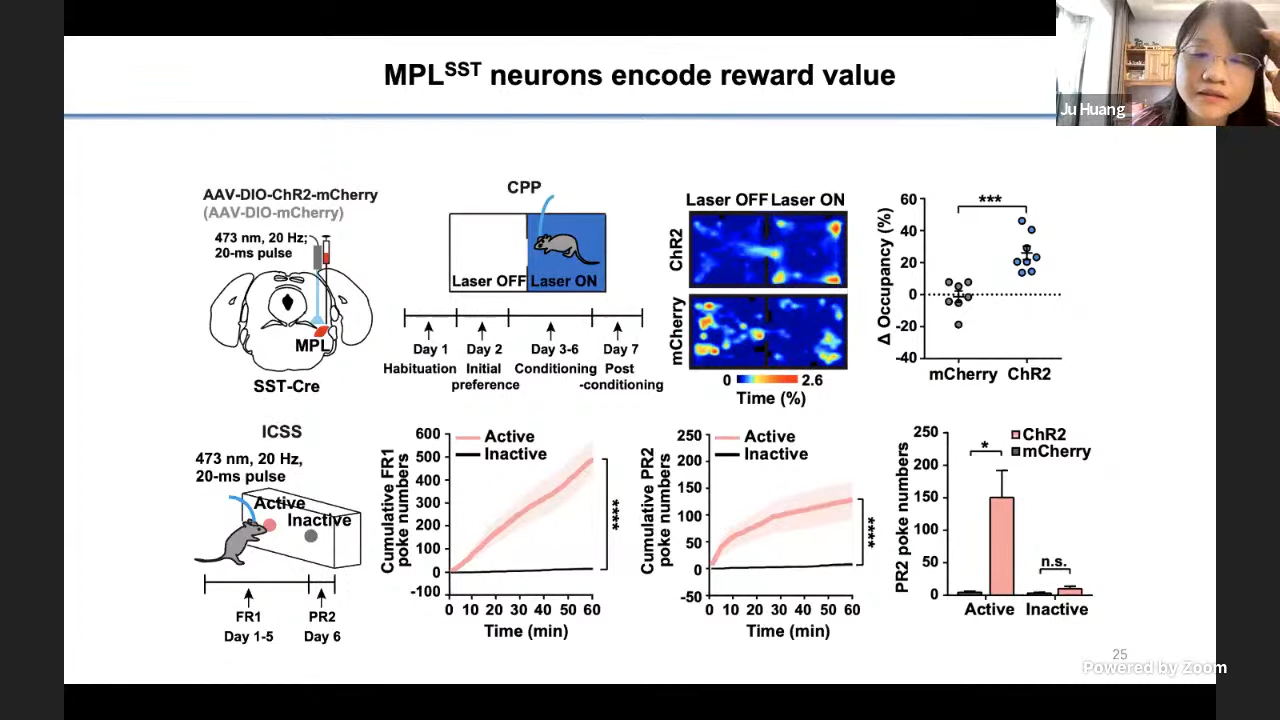 MPLSST neurons encode reward value
Ju Huang
AAV-DIO-ChR2-mCherry
(AAV-DIO-mCherry)
473 nm, 20 Hz;
20-ms pulse
MPL
SST-Cre
CPP
Laser OFF Laser ON
Day 1 Day 2 Day 3-6 Day 7
Habituation Initial Conditioning Post
preference -conditioning
Laser OFF Laser ON
ChR2
mCherry
0 2.6
Time (%)
Δ Occupancy (%)
60
40
20
0
-20
-40
***
mCherry ChR2
ICSS
473 nm, 20 Hz,
20-ms pulse
Active
Inactive
FR1 PR2
Day 1-5 Day 6
Cumulative FR1
poke numbers
600
500
400
300
200
100
0
-100
Active
Inactive
****
0 10 20 30 40 50 60
Time (min)
Cumulative PR2
poke numbers
250
200
150
100
50
0
-50
Active
Inactive
****
0 10 20 30 40 50 60
Time (min)
PR2 poke numbers
250
200
150
100
50
0
ChR2
mCherry
*
n.s.
Active Inactive
25
Powered by Zoom